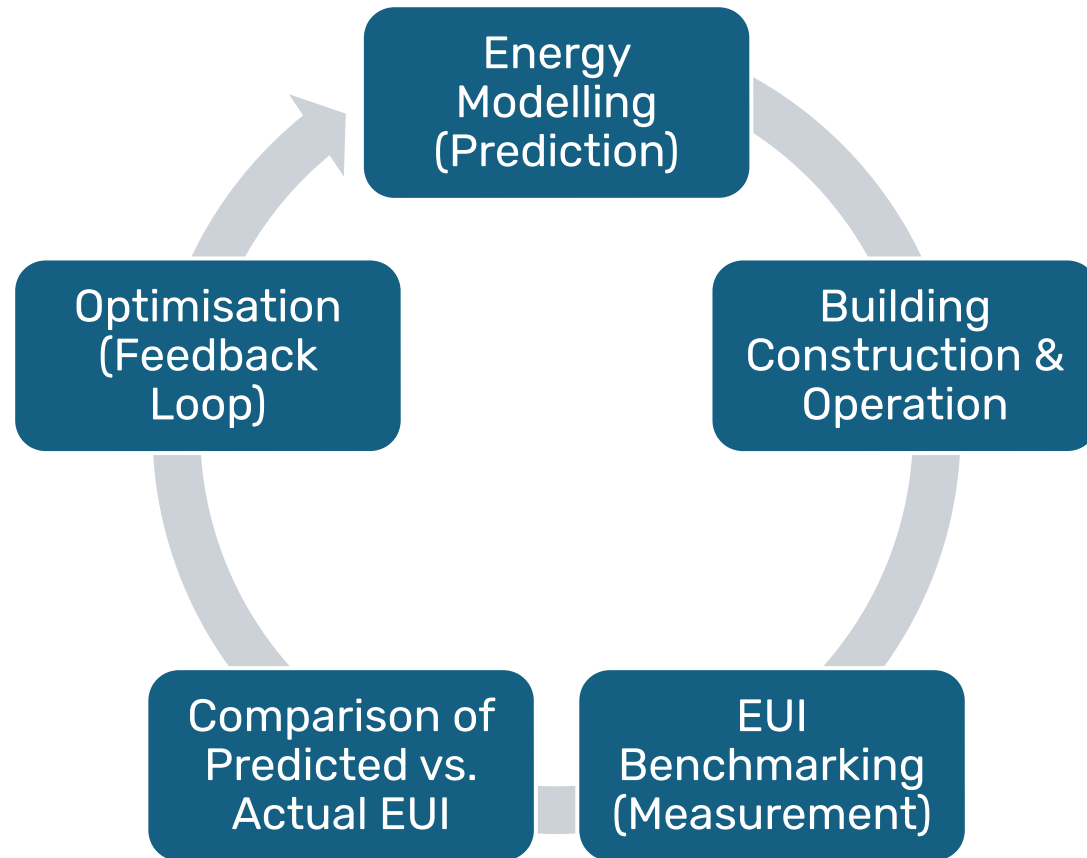 Energy
Modelling
(Prediction)
Building
Construction &
Operation
EUI
Benchmarking
(Measurement)
Comparison of
Predicted vs.
Actual EUI
Optimisation
(Feedback
Loop)